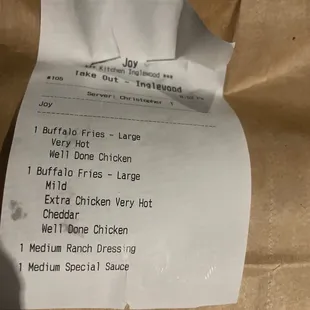 Joy
*** Kitchen Inglewood ***
#105
Take Out - Inglewood
Server: Christopher
Joy
1 Buffalo Fries - Large
Very Hot
Well Done Chicken
1 Buffalo Fries - Large
Mild
Extra Chicken Very Hot
Cheddar
Well Done Chicken
1 Medium Ranch Dressing
1 Medium Special Sauce